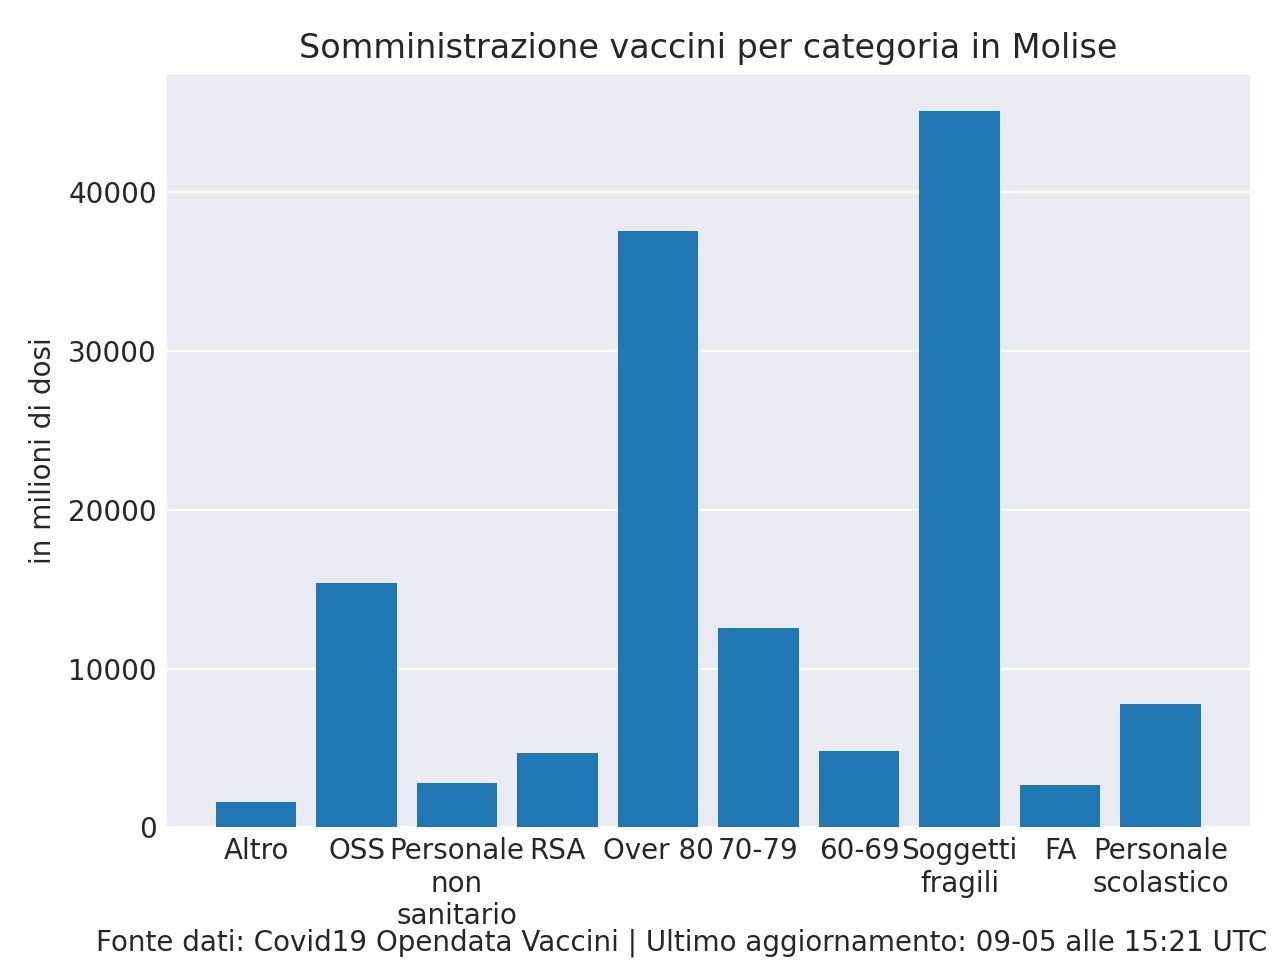 Somministrazione vaccini per categoria in Molise
in milioni di dosi
40000
30000
20000
10000
0
Altro
OSS
Personale
non
sanitario
RSA
Over 80
70-79
60-69
Soggetti
fragili
FA
Personale
scolastico
Fonte dati: Covid19 Opendata Vaccini | Ultimo aggiornamento: 09-05 alle 15:21 UTC